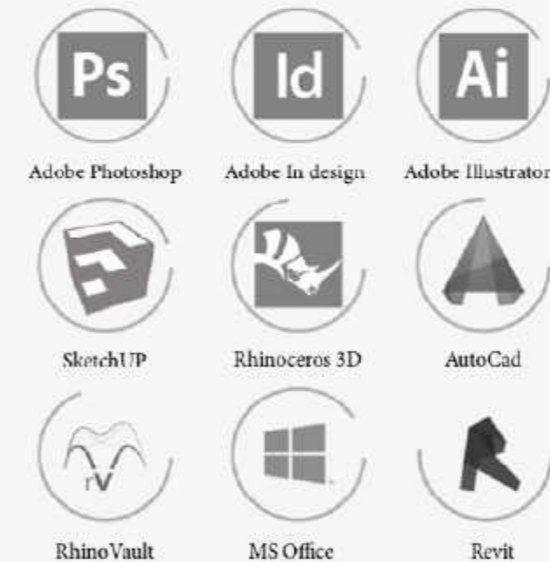 Ps Id Ai
Adobe Photoshop Adobe In design Adobe Illustrator
SketchUP Rhinoceros 3D AutoCad
rV
RhinoVault MS Office Revit